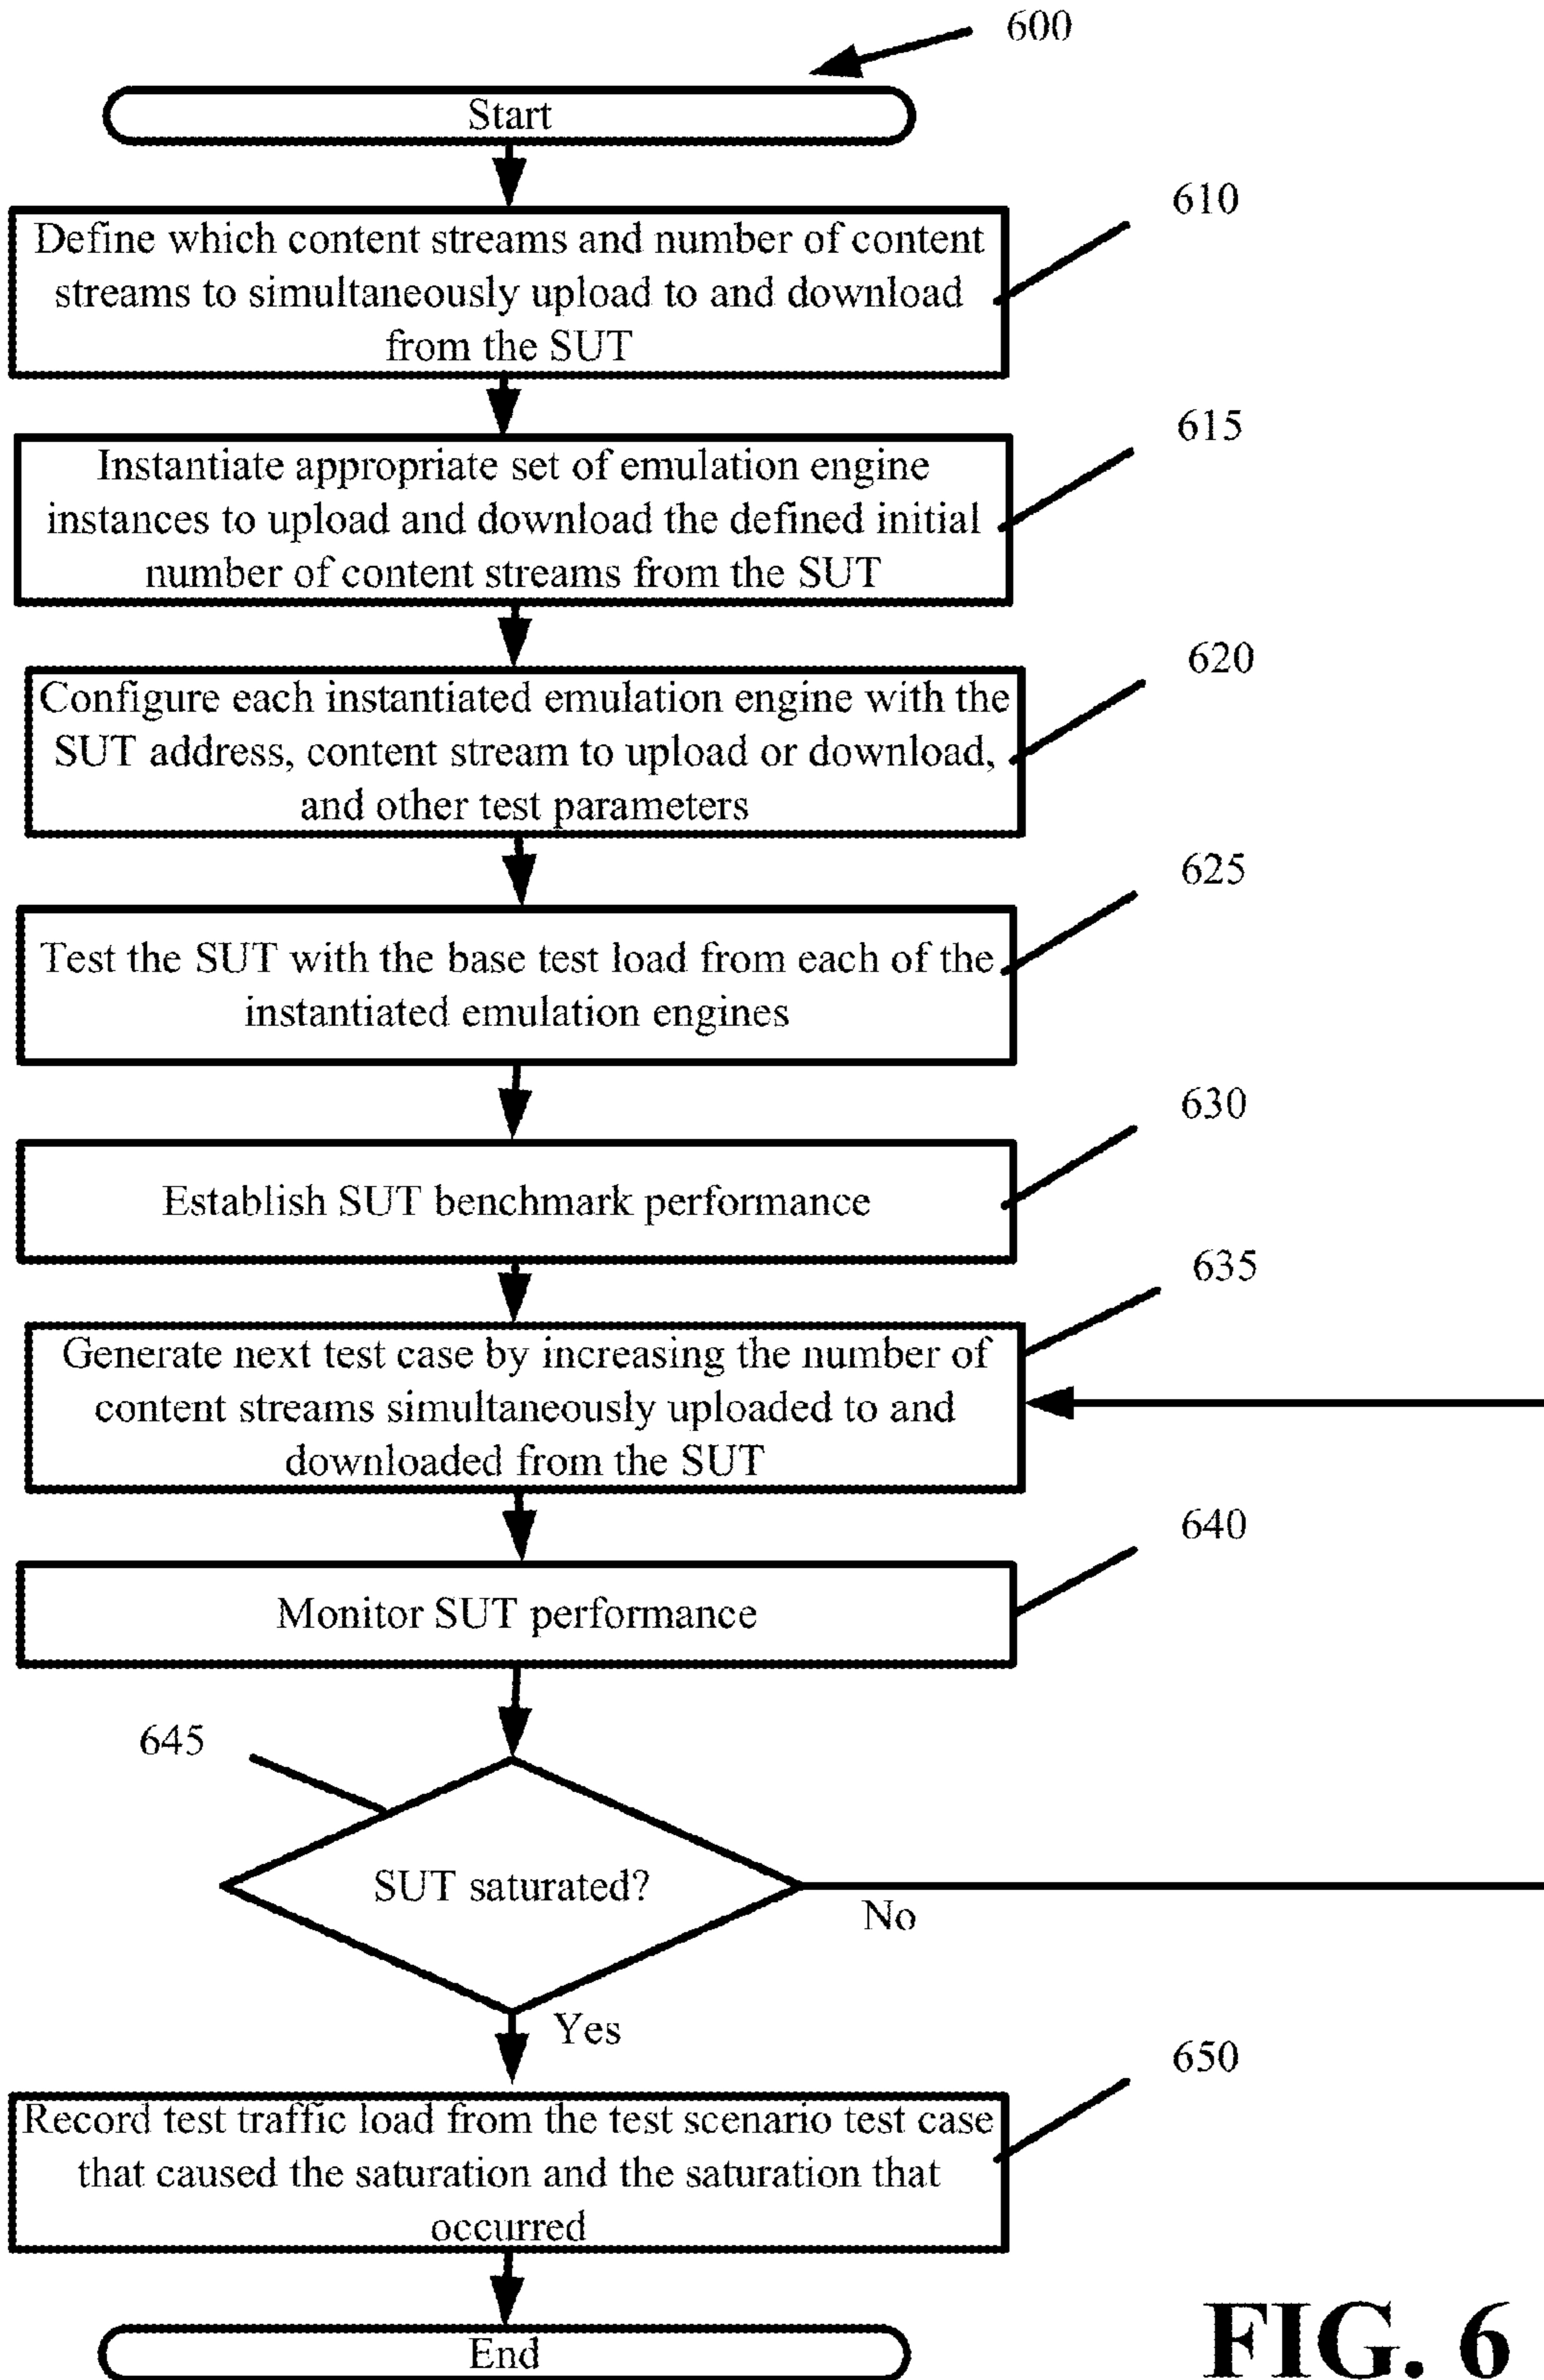 600
Start
610
Define which content streams and number of content
streams to simultaneously upload to and download
from the SUT
615
Instantiate appropriate set of emulation engine
instances to upload and download the defined initial
number of content streams from the SUT
620
Configure each instantiated emulation engine with the
SUT address, content stream to upload or download,
and other test parameters
625
Test the SUT with the base test load from each of the
instantiated emulation engines
630
Establish SUT benchmark performance
635
Generate next test case by increasing the number of
content streams simultaneously uploaded to and
downloaded from the SUT
640
Monitor SUT performance
645
SUT saturated?
No
Yes
650
Record test traffic load from the test scenario test case
that caused the saturation and the saturation that
occurred
End
FIG. 6